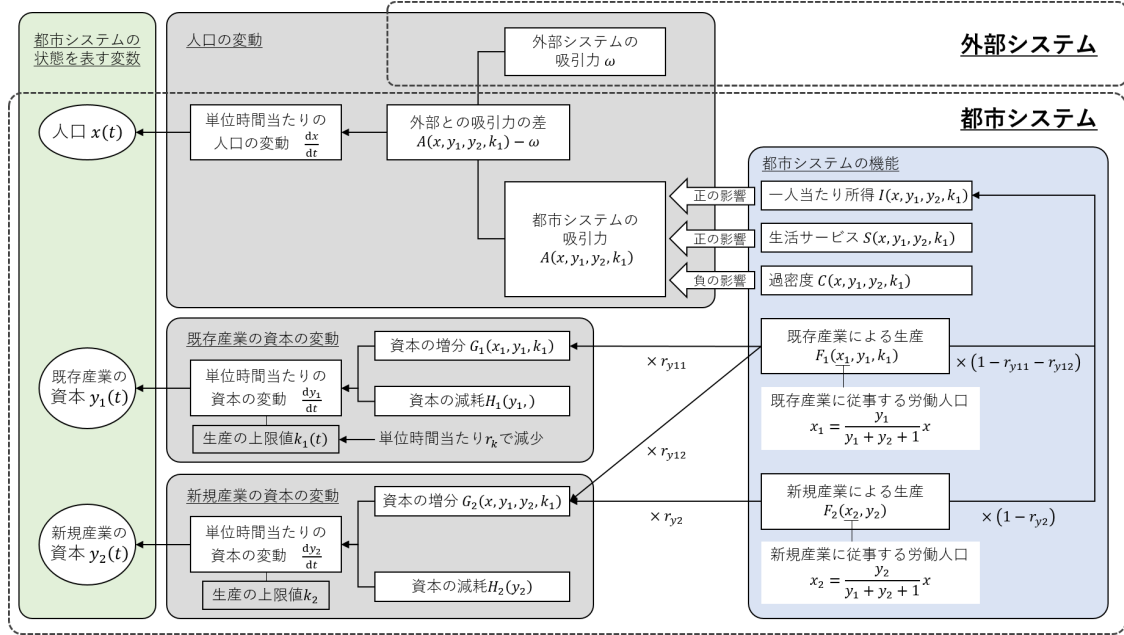 都市システムの
状態を表す変数
人口 x(t)
既存産業の
資本 y₁(t)
新規産業の
資本 y₂(t)
人口の変動
外部システムの
吸引力 ω
単位時間当たりの
人口の変動 dx/dt
外部との吸引力の差
A(x, y₁, y₂, k₁) − ω
都市システムの
吸引力
A(x, y₁, y₂, k₁)
外部システム
都市システム
都市システムの機能
正の影響
一人当たり所得 I(x, y₁, y₂, k₁)
正の影響
生活サービス S(x, y₁, y₂, k₁)
負の影響
過密度 C(x, y₁, y₂, k₁)
既存産業の資本の変動
資本の増分 G₁(x₁, y₁, k₁)
単位時間当たりの
資本の変動 dy₁/dt
資本の減耗H₁(y₁,)
生産の上限値k₁(t)
単位時間当たりr_kで減少
× r_y11
× r_y12
既存産業による生産
F₁(x₁, y₁, k₁)
× (1 − r_y11 − r_y12)
既存産業に従事する労働人口
x₁ = y₁/(y₁ + y₂ + 1) x
新規産業の資本の変動
資本の増分 G₂(x, y₁, y₂, k₁)
単位時間当たりの
資本の変動 dy₂/dt
資本の減耗H₂(y₂)
生産の上限値k₂
× r_y2
新規産業による生産
F₂(x₂, y₂)
× (1 − r_y2)
新規産業に従事する労働人口
x₂ = y₂/(y₁ + y₂ + 1) x